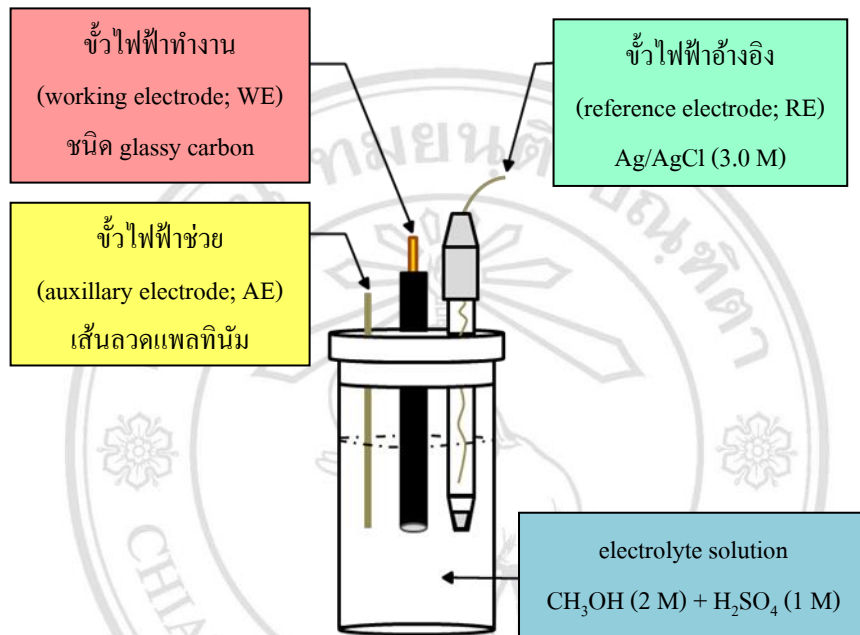 ขั้วไฟฟ้าทำงาน
(working electrode; WE)
ชนิด glassy carbon
ขั้วไฟฟ้าอ้างอิง
(reference electrode; RE)
Ag/AgCl (3.0 M)
ขั้วไฟฟ้าช่วย
(auxillary electrode; AE)
เส้นลวดแพลทินัม
electrolyte solution
CH₃OH (2 M) + H₂SO₄ (1 M)